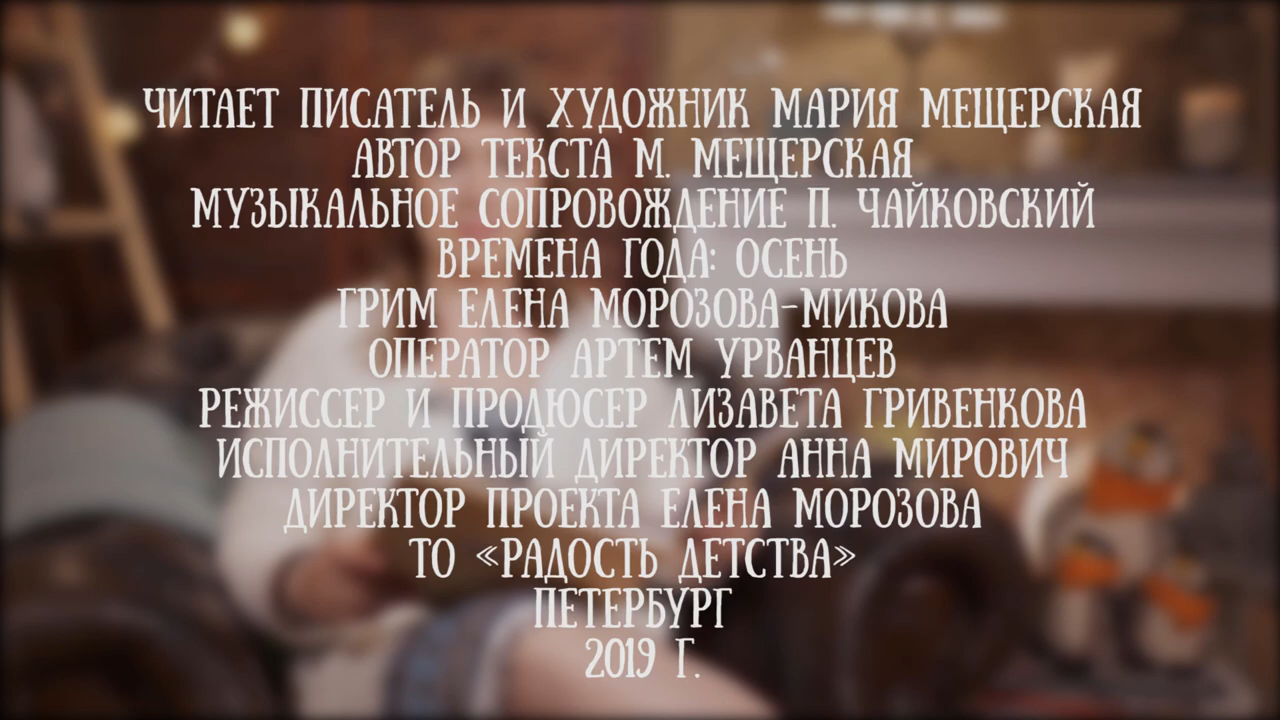 ЧИТАЕТ ПИСАТЕЛЬ И ХУДОЖНИК МАРИЯ МЕЩЕРСКАЯ
АВТОР ТЕКСТА М. МЕЩЕРСКАЯ
МУЗЫКАЛЬНОЕ СОПРОВОЖДЕНИЕ П. ЧАЙКОВСКИЙ
ВРЕМЕНА ГОДА: ОСЕНЬ
ГРИМ ЕЛЕНА МОРОЗОВА-МИКОВА
ОПЕРАТОР АРТЕМ УРВАНЦЕВ
РЕЖИССЕР И ПРОДЮСЕР ЛИЗАВЕТА ГРИВЕНКОВА
ИСПОЛНИТЕЛЬНЫЙ ДИРЕКТОР АННА МИРОВИЧ
ДИРЕКТОР ПРОЕКТА ЕЛЕНА МОРОЗОВА
ТО «РАДОСТЬ ДЕТСТВА»
ПЕТЕРБУРГ
2019 Г.